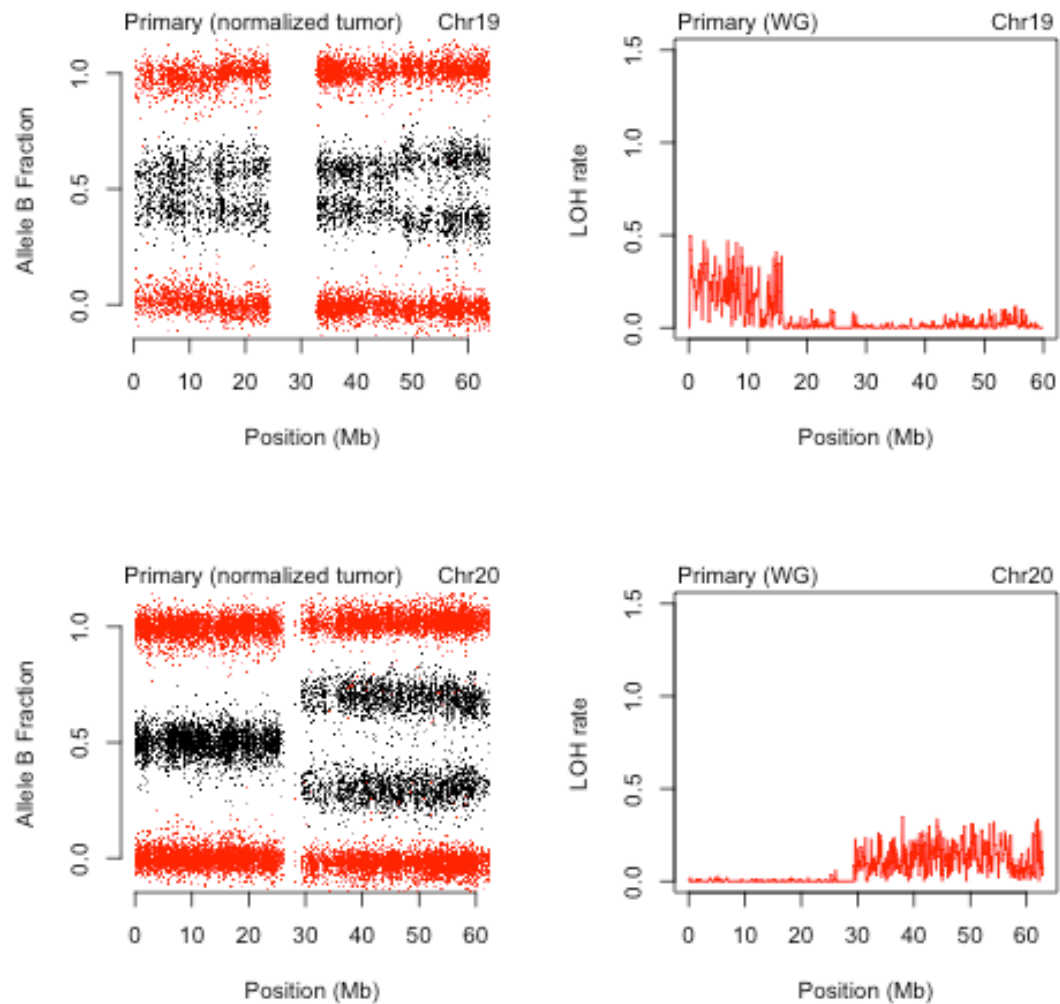 Primary (normalized tumor) Chr19
Allele B Fraction
1.0
0.5
0.0
0 10 20 30 40 50 60
Position (Mb)
Primary (WG) Chr19
LOH rate
1.5
1.0
0.5
0.0
0 10 20 30 40 50 60
Position (Mb)
Primary (normalized tumor) Chr20
Allele B Fraction
1.0
0.5
0.0
0 10 20 30 40 50 60
Position (Mb)
Primary (WG) Chr20
LOH rate
1.5
1.0
0.5
0.0
0 10 20 30 40 50 60
Position (Mb)